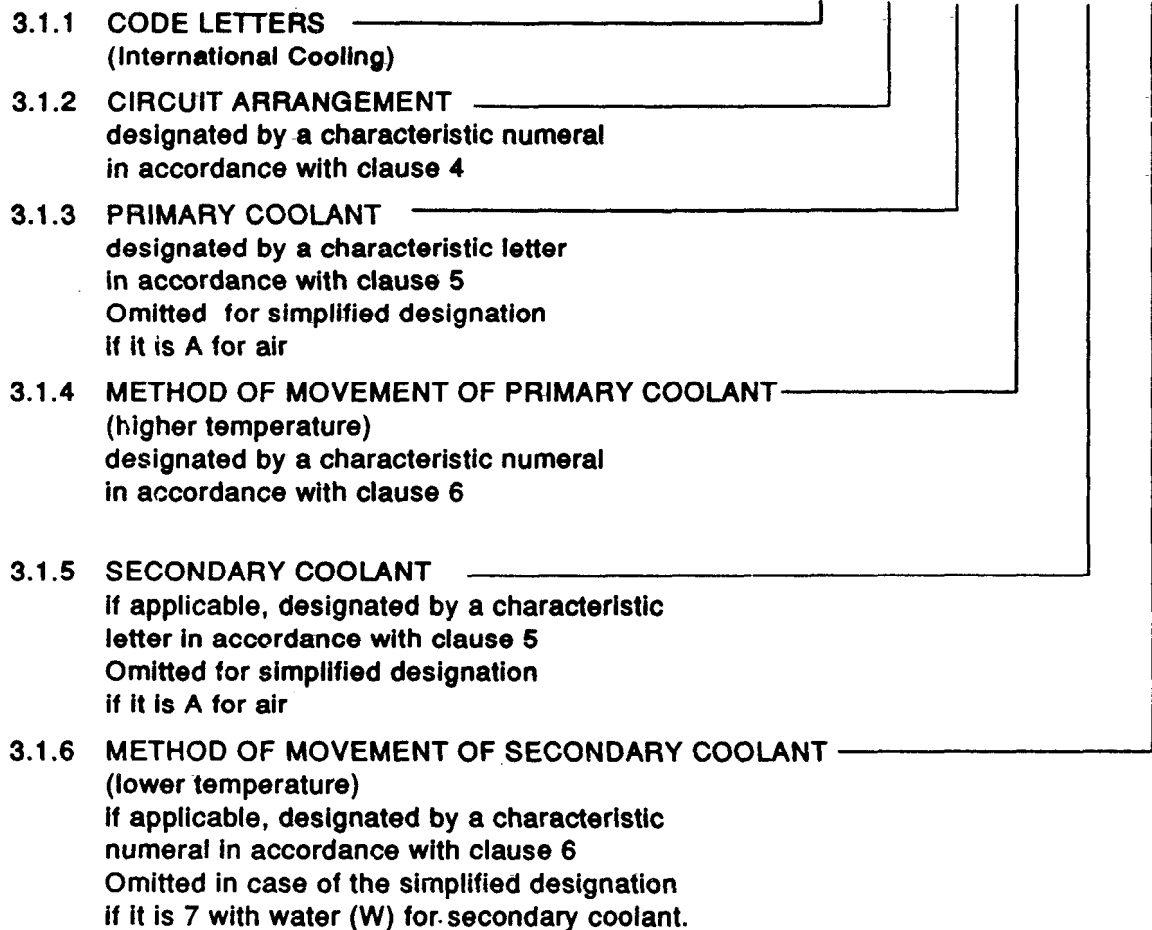 3.1.1 CODE LETTERS
(International Cooling)
3.1.2 CIRCUIT ARRANGEMENT
designated by a characteristic numeral
in accordance with clause 4
3.1.3 PRIMARY COOLANT
designated by a characteristic letter
in accordance with clause 5
Omitted for simplified designation
if it is A for air
3.1.4 METHOD OF MOVEMENT OF PRIMARY COOLANT
(higher temperature)
designated by a characteristic numeral
in accordance with clause 6
3.1.5 SECONDARY COOLANT
if applicable, designated by a characteristic
letter in accordance with clause 5
Omitted for simplified designation
if it is A for air
3.1.6 METHOD OF MOVEMENT OF SECONDARY COOLANT
(lower temperature)
if applicable, designated by a characteristic
numeral in accordance with clause 6
Omitted in case of the simplified designation
if it is 7 with water (W) for secondary coolant.